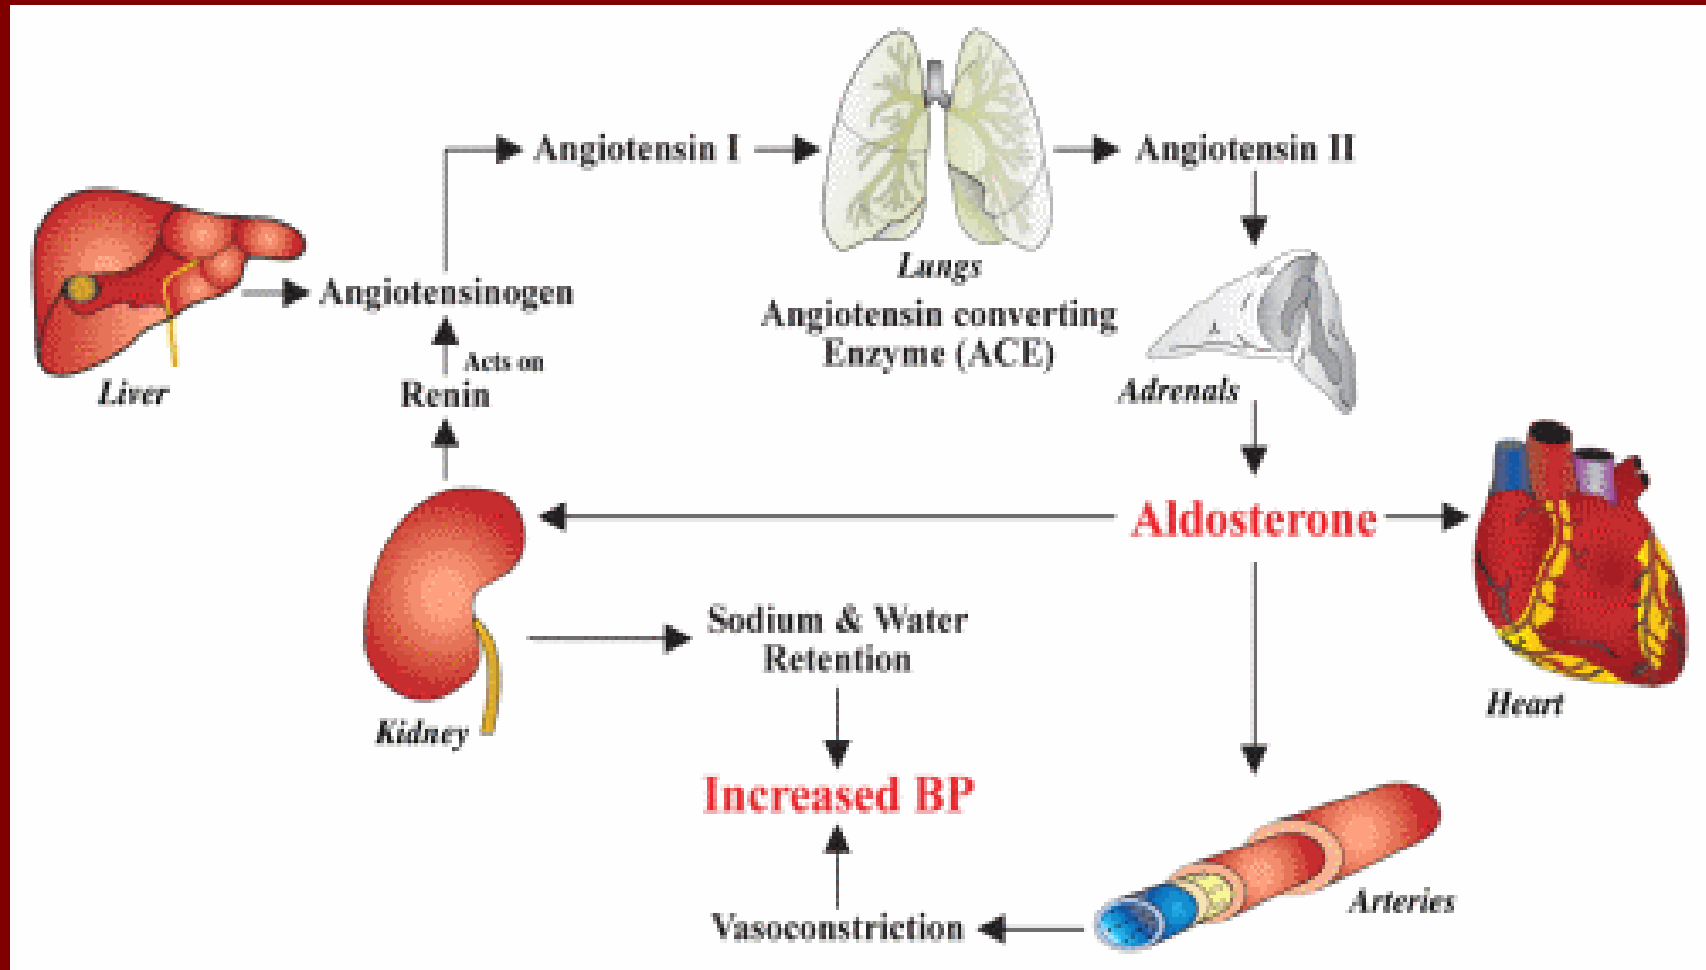 Angiotensin I
Angiotensin II
Lungs
Angiotensin converting
Enzyme (ACE)
Angiotensinogen
Acts on
Renin
Liver
Adrenals
Aldosterone
Sodium & Water
Retention
Kidney
Heart
Increased BP
Arteries
Vasoconstriction